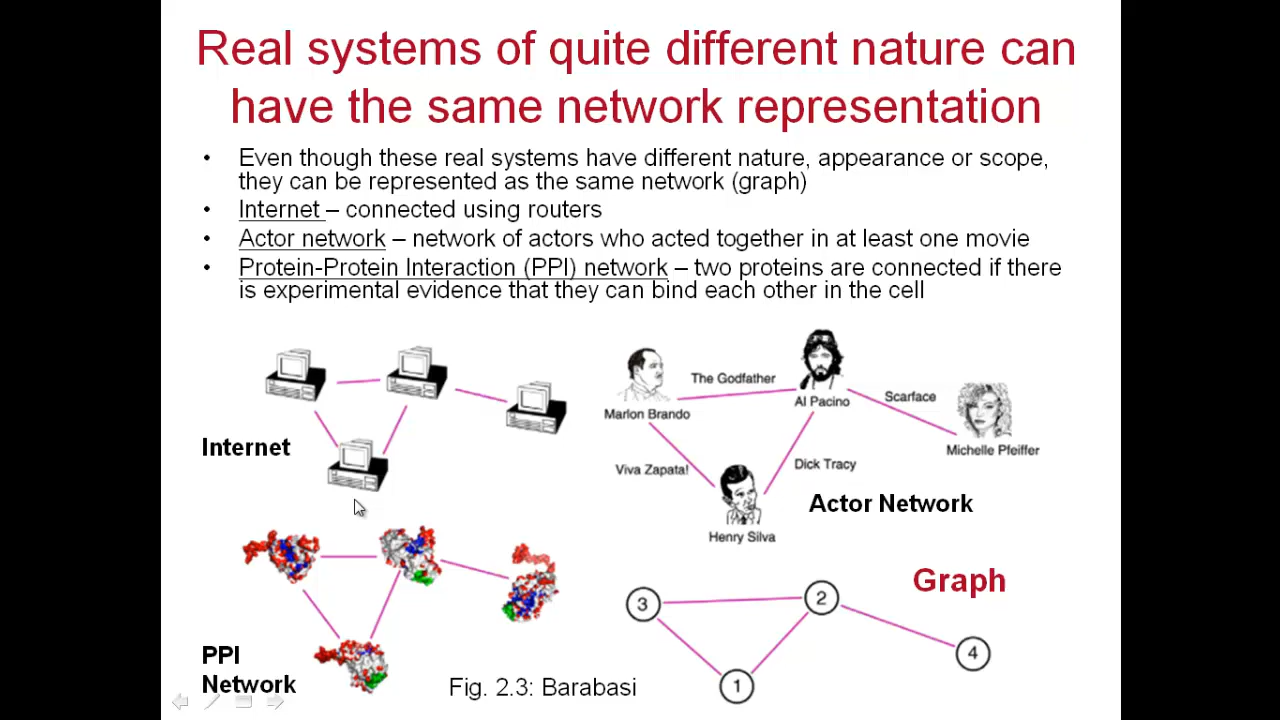 Real systems of quite different nature can
have the same network representation
• Even though these real systems have different nature, appearance or scope,
they can be represented as the same network (graph)
• Internet – connected using routers
• Actor network – network of actors who acted together in at least one movie
• Protein-Protein Interaction (PPI) network – two proteins are connected if there
is experimental evidence that they can bind each other in the cell
Internet
The Godfather
Marlon Brando
Al Pacino
Scarface
Michelle Pfeiffer
Viva Zapata!
Dick Tracy
Henry Silva
Actor Network
PPI
Network
Fig. 2.3: Barabasi
Graph
3
2
4
1